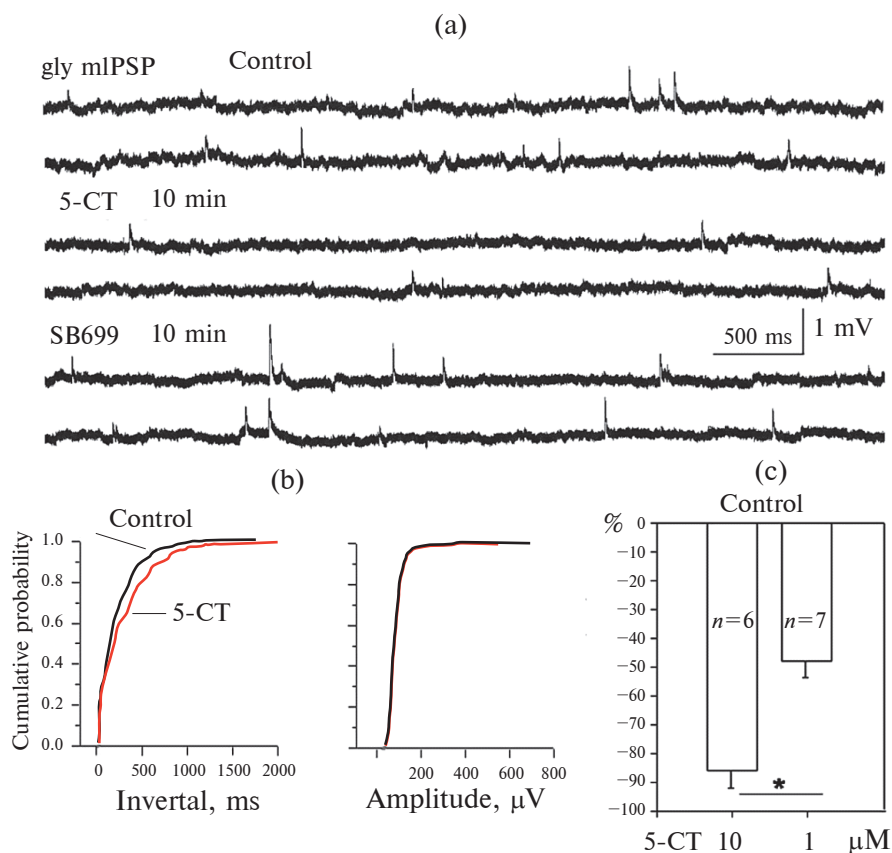 (a)
gly mlPSP Control
5-CT 10 min
SB699 10 min
500 ms 1 mV
(b)
Cumulative probability
1.0
0.8
0.6
0.4
0.2
0.0
Control
5-CT
0 500 1000 1500 2000
Invertal, ms
200 400 600 800
Amplitude, μV
(c)
Control
%
0
−10
−20
−30
−40
−50
−60
−70
−80
−90
−100
n=6 n=7
*
5-CT 10 1 μM